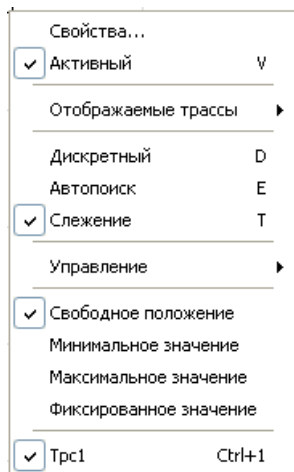 Свойства...
Активный V
Отображаемые трассы
Дискретный D
Автопоиск E
Слежение T
Управление
Свободное положение
Минимальное значение
Максимальное значение
Фиксированное значение
Трс1 Ctrl+1